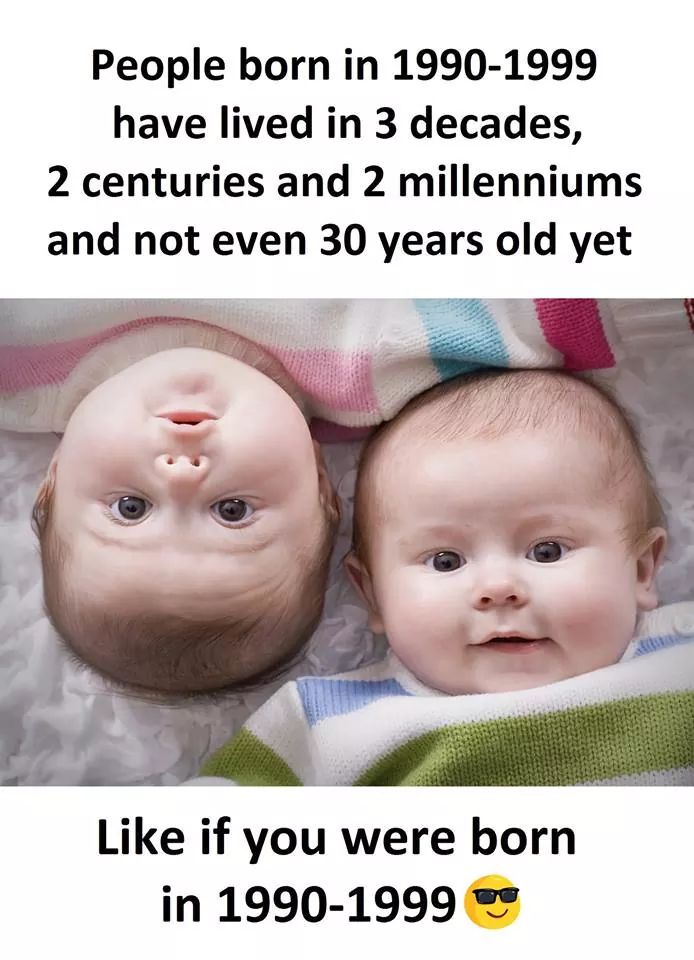 People born in 1990-1999
have lived in 3 decades,
2 centuries and 2 millenniums
and not even 30 years old yet
Like if you were born
in 1990-1999😎